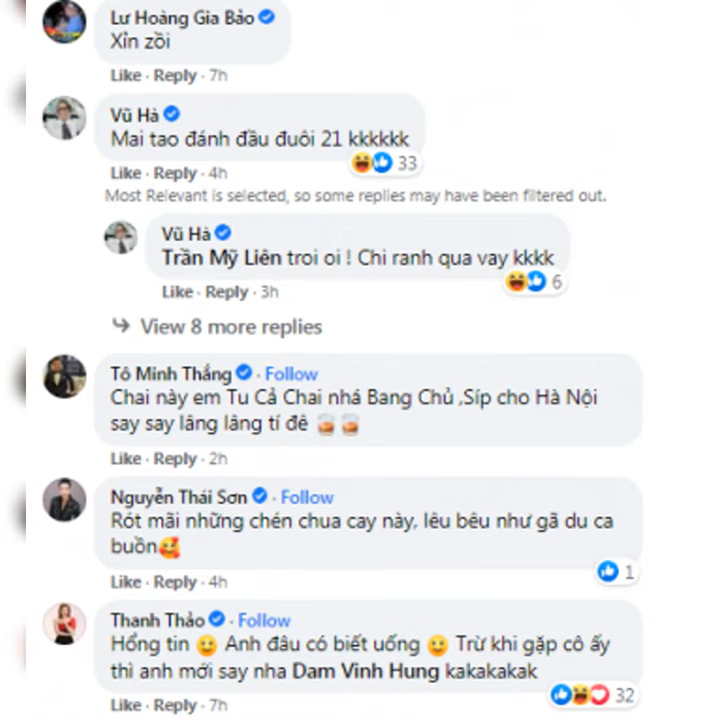 Lư Hoàng Gia Bảo
Xỉn zồi
Like · Reply · 7h
Vũ Hà
Mai tao đánh đầu đuôi 21 kkkkkk
33
Like · Reply · 4h
Most Relevant is selected, so some replies may have been filtered out.
Vũ Hà
Trần Mỹ Liên troi oi ! Chi ranh qua vay kkkk
6
Like · Reply · 3h
View 8 more replies
Tô Minh Thắng · Follow
Chai này em Tu Cả Chai nhá Bang Chủ ,Síp cho Hà Nội
say say lâng lâng tí đê 🥃🥃
Like · Reply · 2h
Nguyễn Thái Sơn · Follow
Rót mãi những chén chua cay này, lêu bêu như gã du ca
buồn🥰
1
Like · Reply · 4h
Thanh Thảo · Follow
Hổng tin 🙂 Anh đâu có biết uống 🙂 Trừ khi gặp cô ấy
thì anh mới say nha Dam Vinh Hung kakakakak
32
Like · Reply · 7h